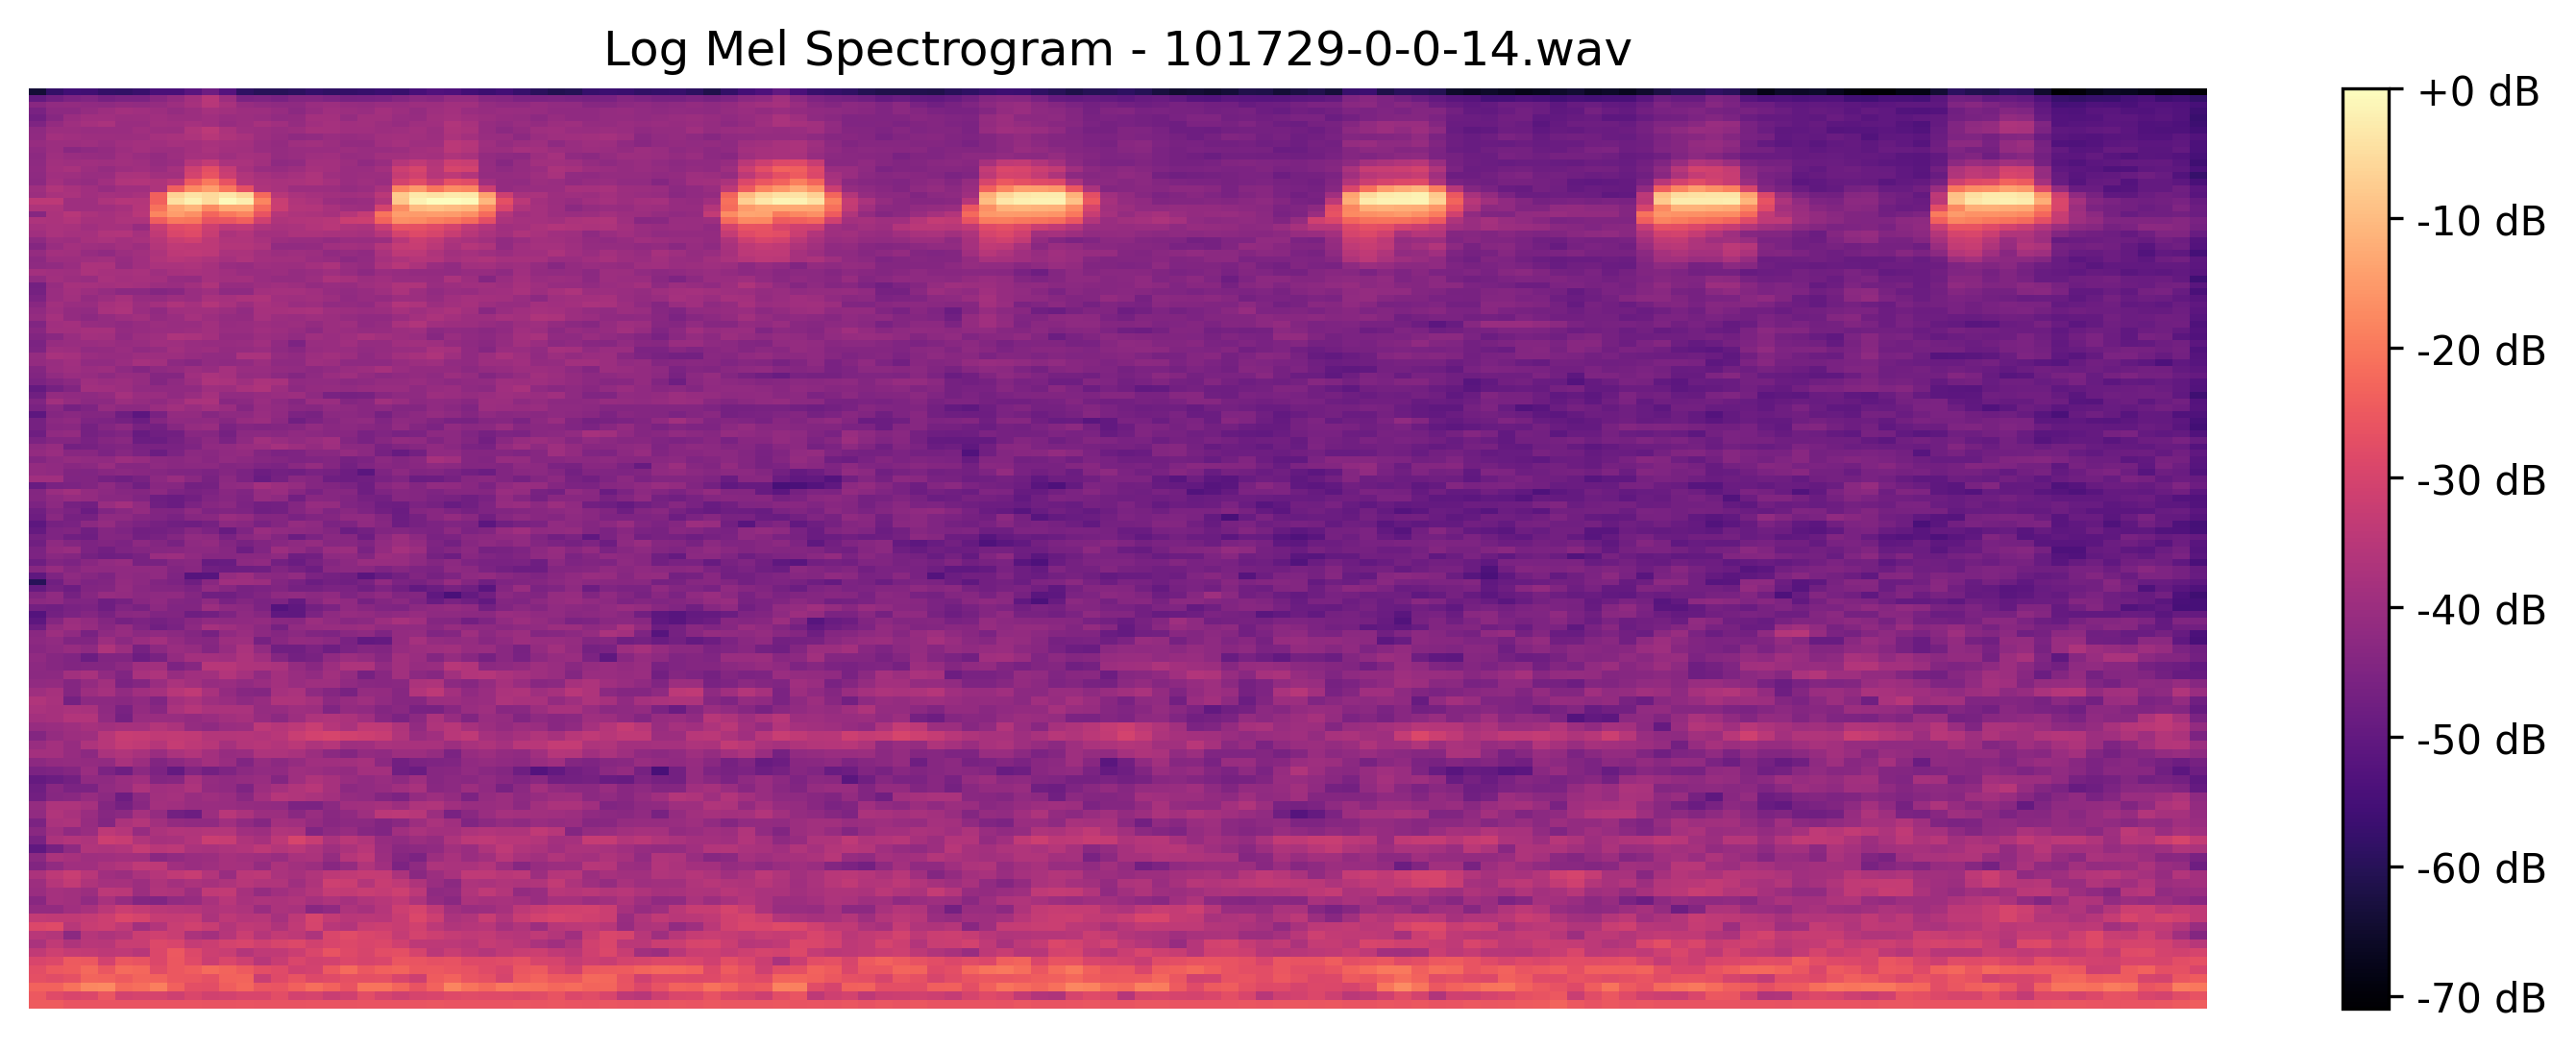 Log Mel Spectrogram - 101729-0-0-14.wav
+0 dB
-10 dB
-20 dB
-30 dB
-40 dB
-50 dB
-60 dB
-70 dB